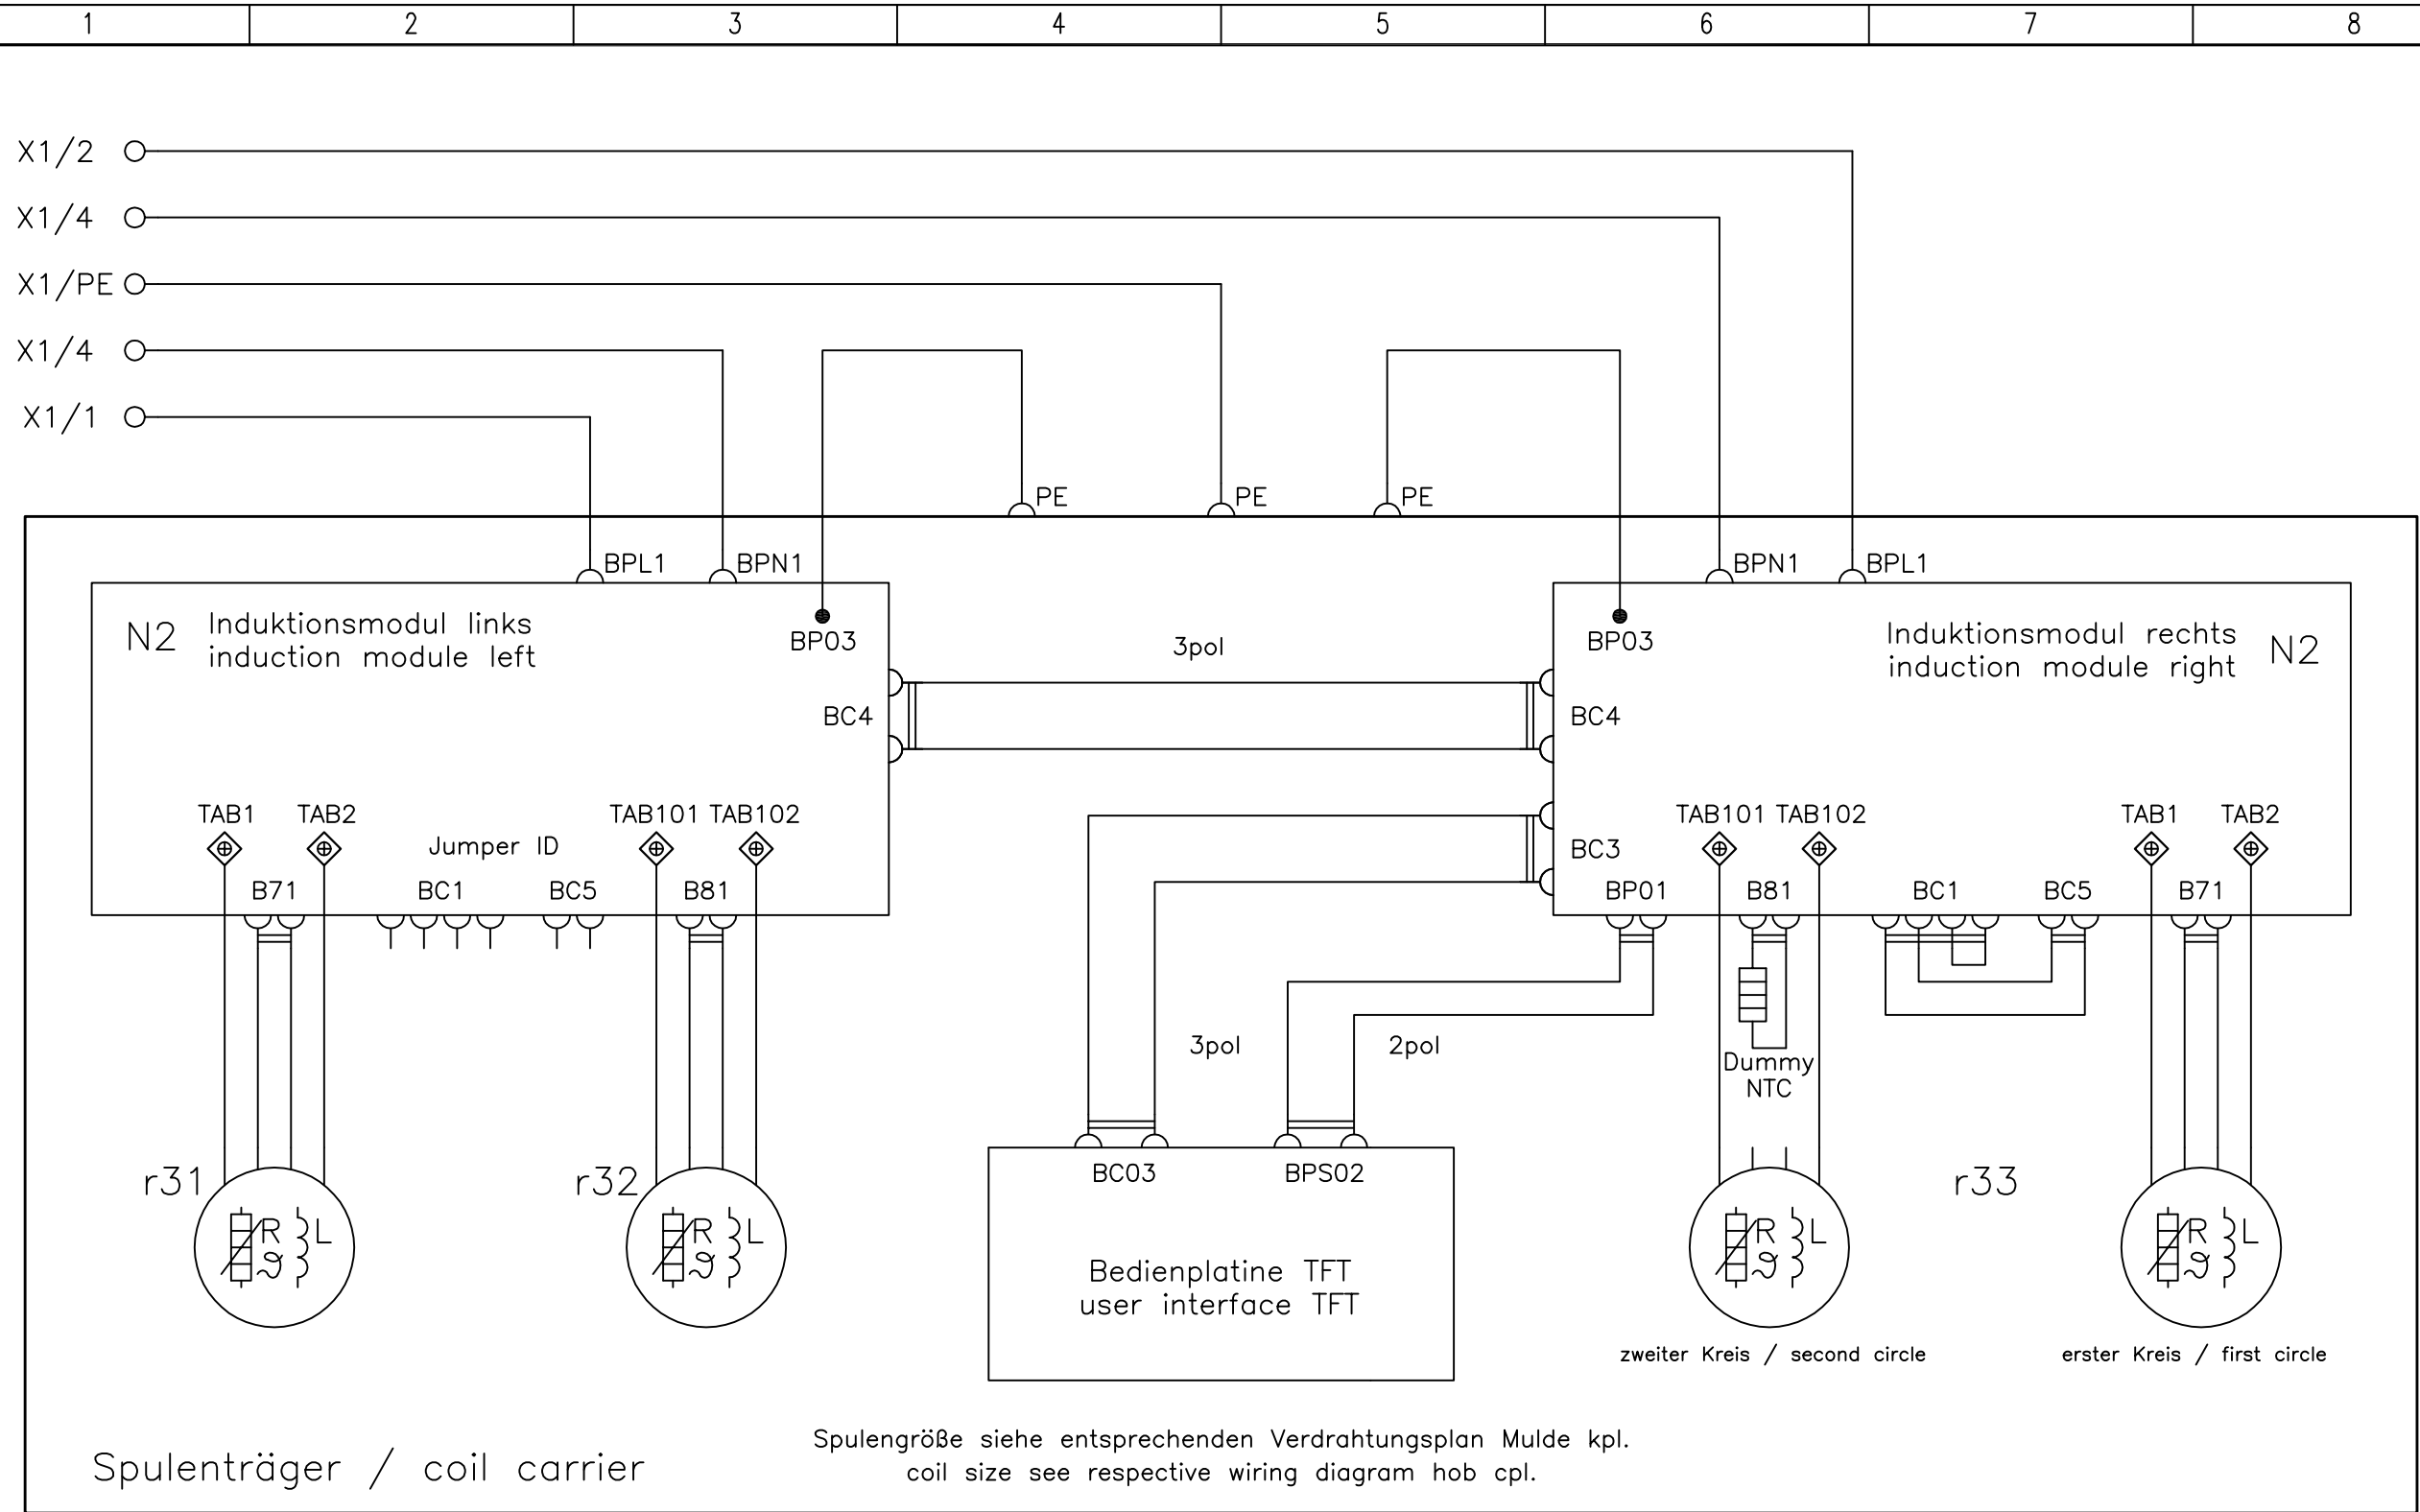 1 2 3 4 5 6 7 8
X1/2
X1/4
X1/PE
X1/4
X1/1
PE PE PE
BPL1 BPN1 BPN1 BPL1
N2 Induktionsmodul links
induction module left
BP03
3pol
BP03
Induktionsmodul rechts
induction module right
N2
BC4 BC4
TAB1 TAB2 TAB101 TAB102 TAB101 TAB102 TAB1 TAB2
Jumper ID
BC3
B71 BC1 BC5 B81 BP01 B81 BC1 BC5 B71
3pol 2pol
Dummy
NTC
r31 r32 r33
BC03 BPS02
R L R L R L R L
ϑ ϑ ϑ ϑ
Bedienplatine TFT
user interface TFT
zweiter Kreis / second circle
erster Kreis / first circle
Spulengröße siehe entsprechenden Verdrahtungsplan Mulde kpl.
coil size see respective wiring diagram hob cpl.
Spulenträger / coil carrier